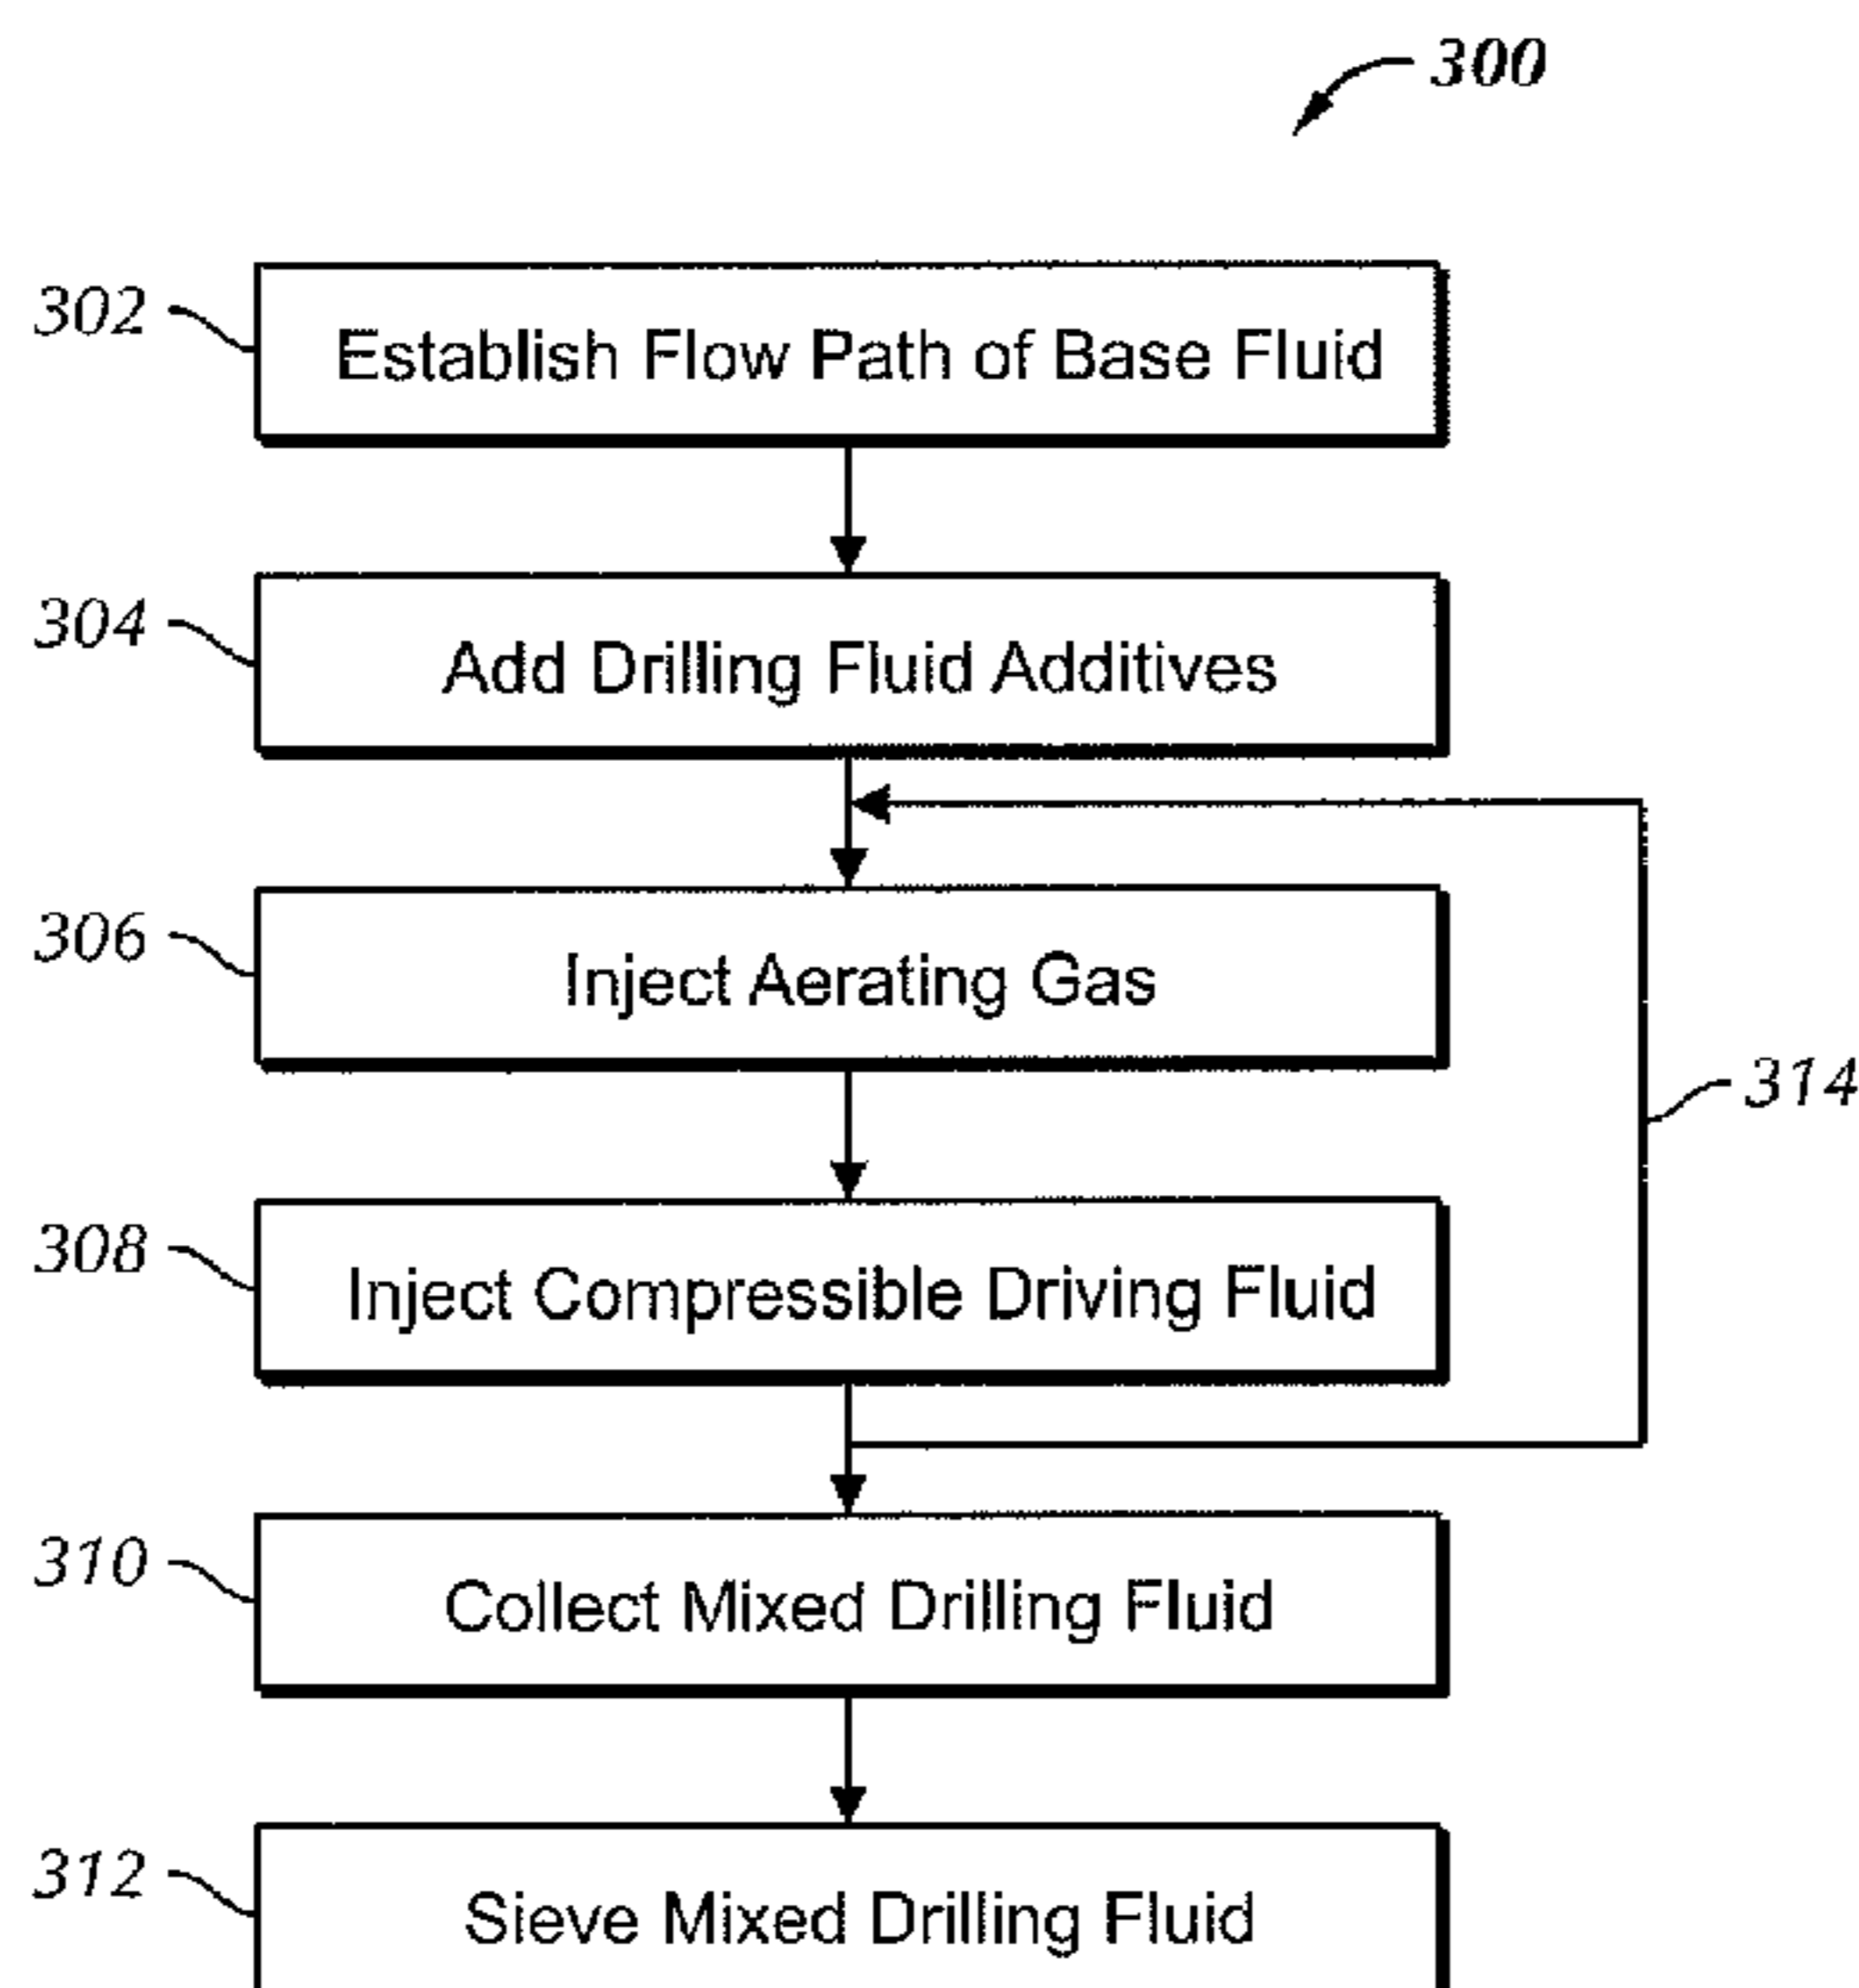 300
302
Establish Flow Path of Base Fluid
304
Add Drilling Fluid Additives
306
Inject Aerating Gas
314
308
Inject Compressible Driving Fluid
310
Collect Mixed Drilling Fluid
312
Sieve Mixed Drilling Fluid